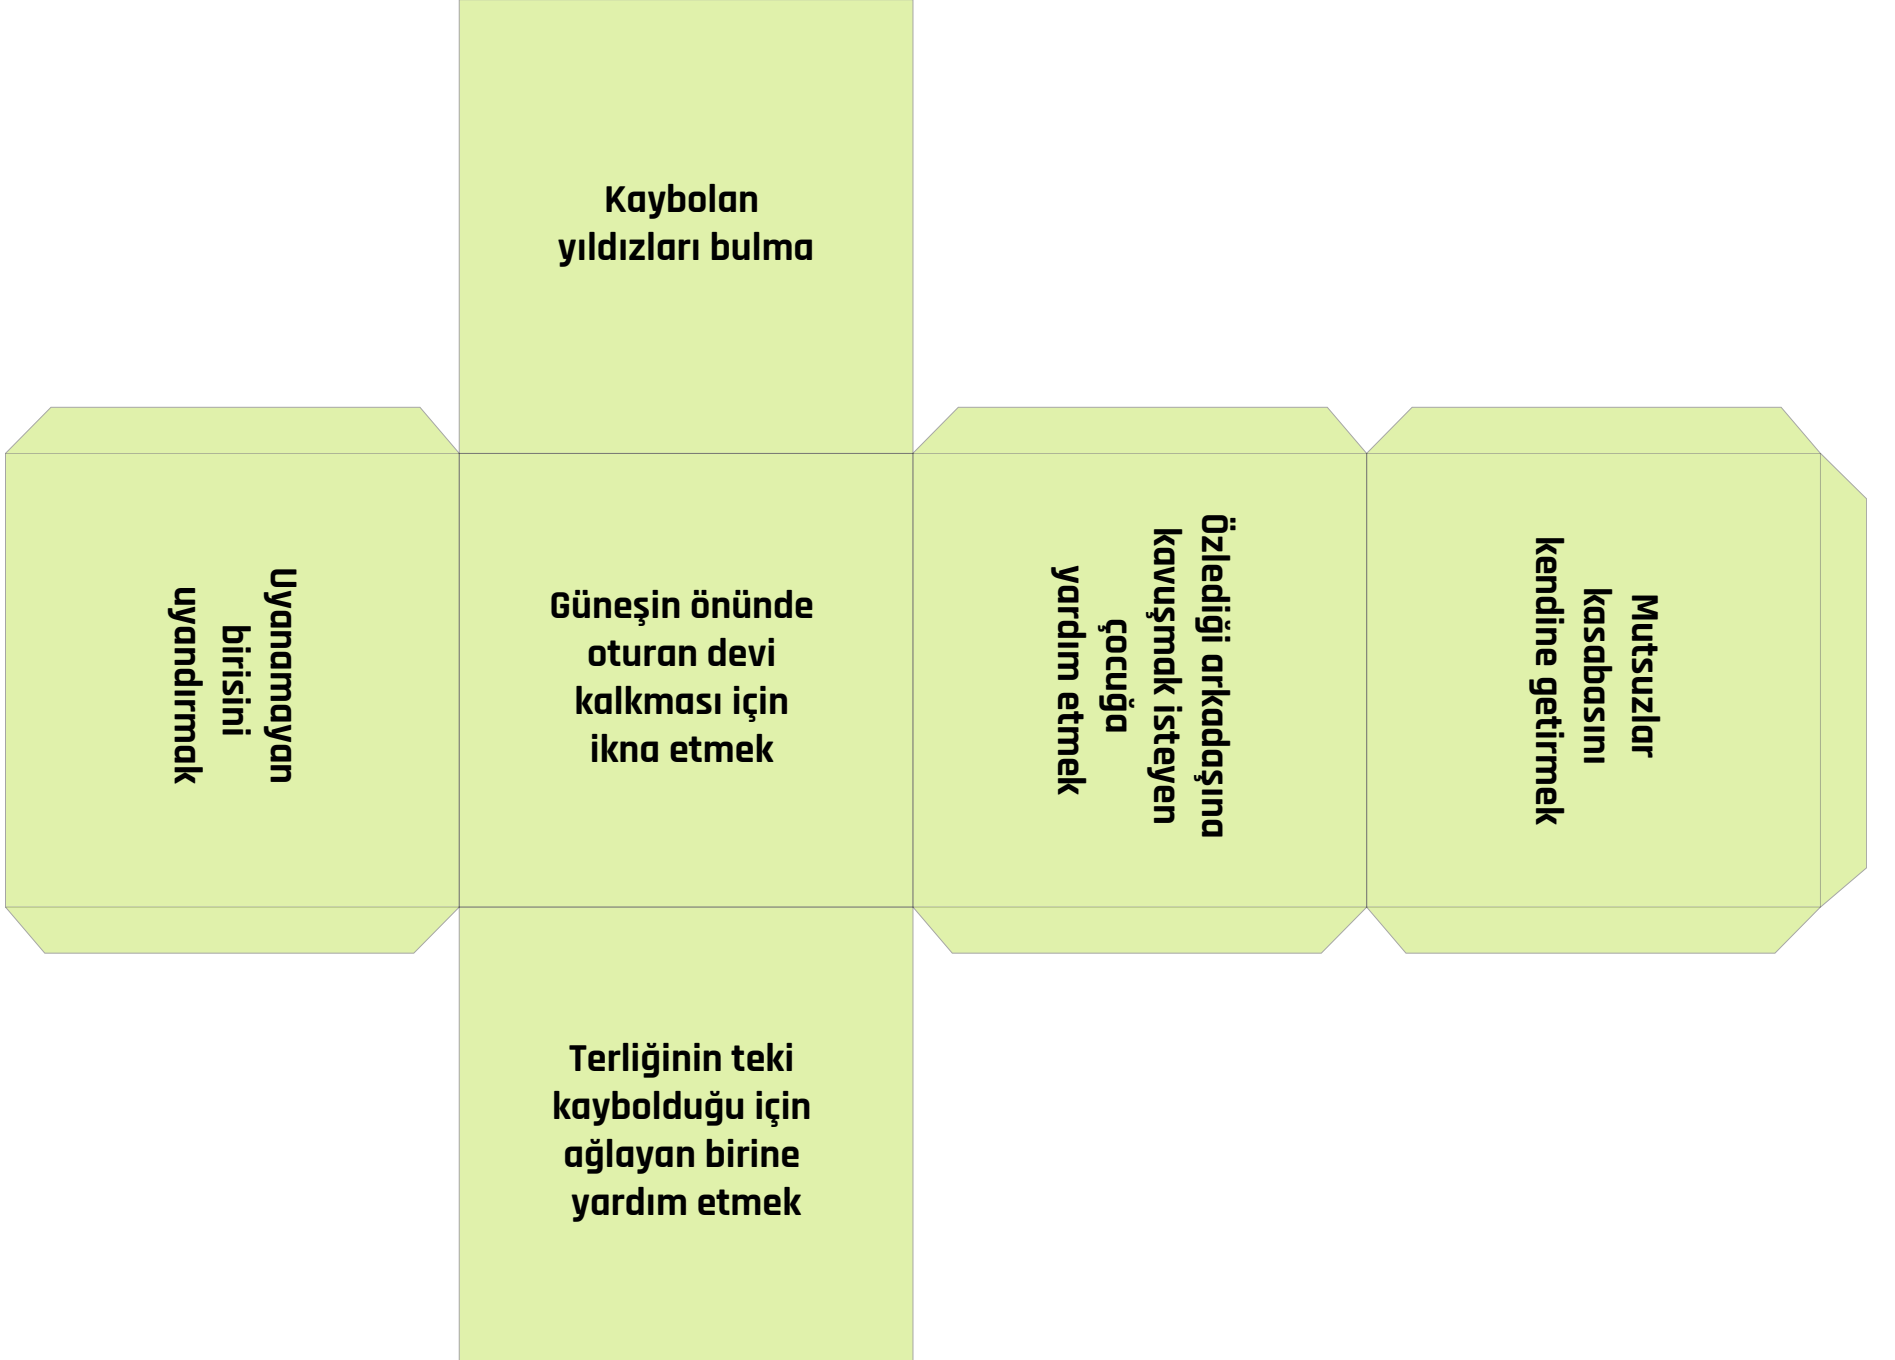 Kaybolan
yıldızları bulma
Uyanamayan
birisini
uyandırmak
Güneşin önünde
oturan devi
kalkması için
ikna etmek
Özlediği arkadaşına
kavuşmak isteyen
çocuğa
yardım etmek
Mutsuzlar
kasabasını
kendine getirmek
Terliğinin teki
kaybolduğu için
ağlayan birine
yardım etmek